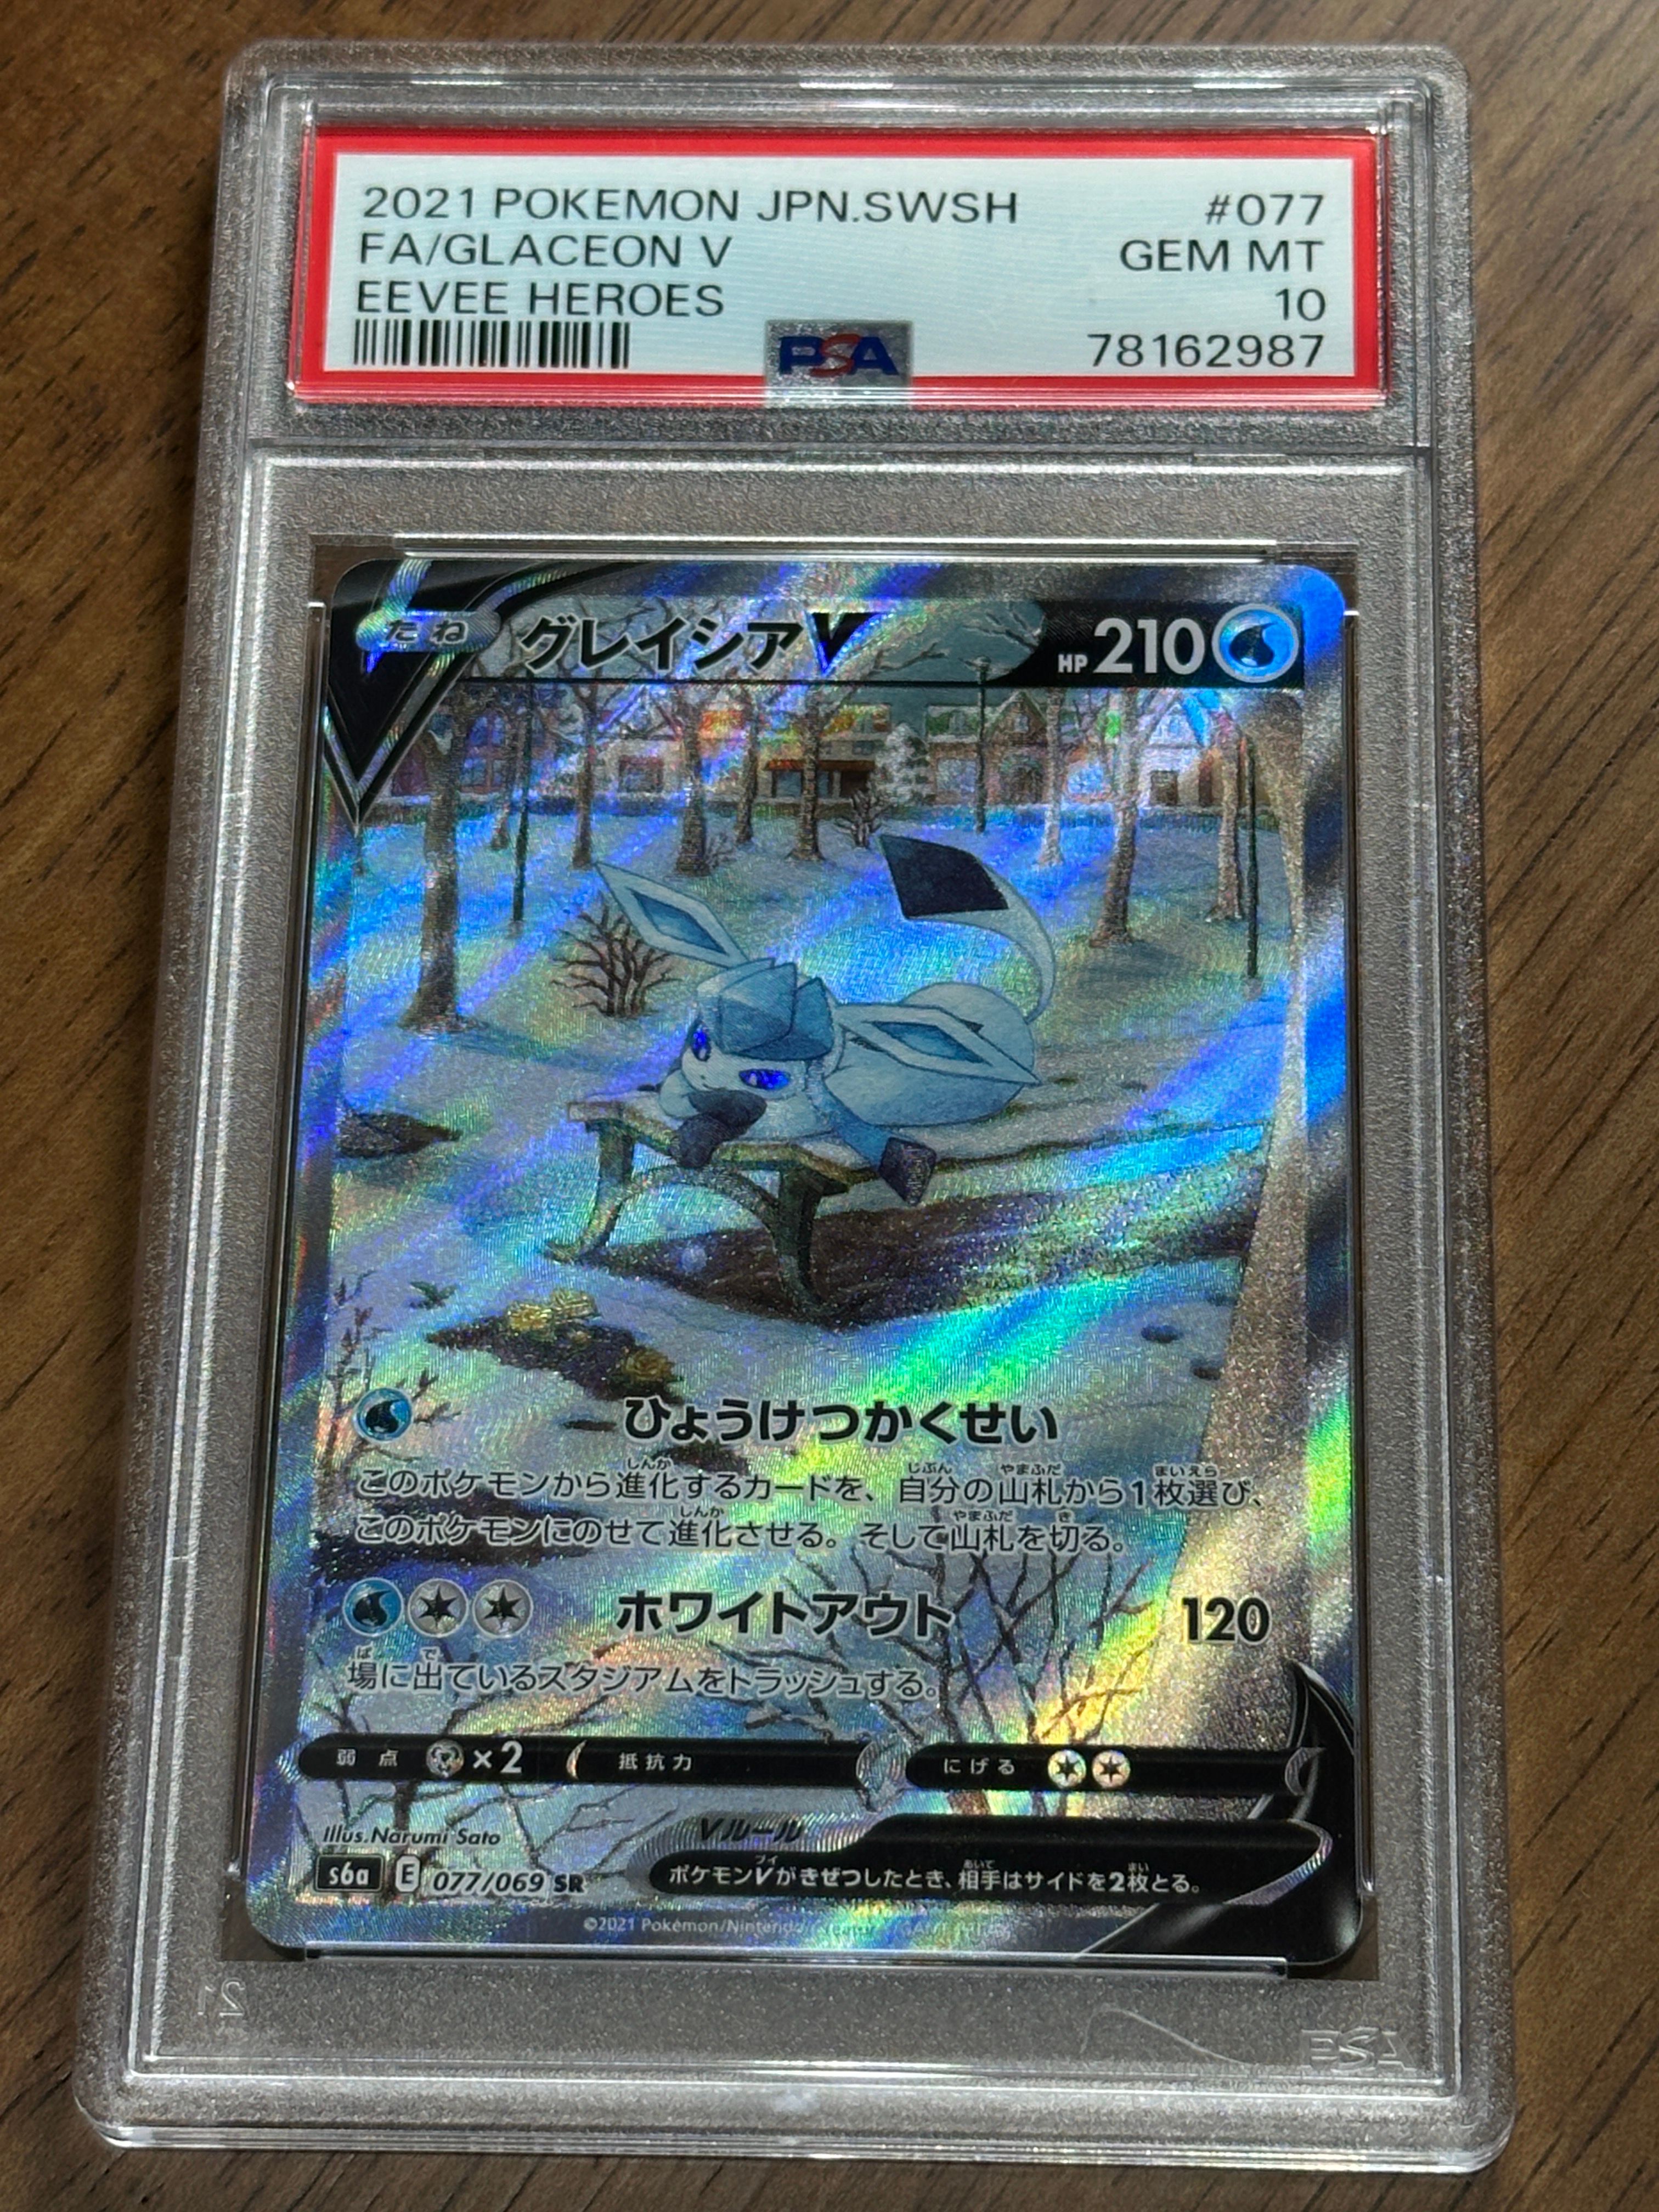 2021 POKEMON JPN.SWSH #077
FA/GLACEON V GEM MT
EEVEE HEROES 10
PSA 78162987
たね グレイシアV HP 210
ひょうけつかくせい
このポケモンから進化するカードを、自分の山札から1枚選び、
このポケモンにのせて進化させる。そして山札を切る。
ホワイトアウト 120
場に出ているスタジアムをトラッシュする。
弱点 ×2 抵抗力 にげる
Illus.Narumi Sato
Vルール
s6a E 077/069 SR
ポケモンVがきぜつしたとき、相手はサイドを2枚とる。
©2021 Pokémon/Nintendo
PSA